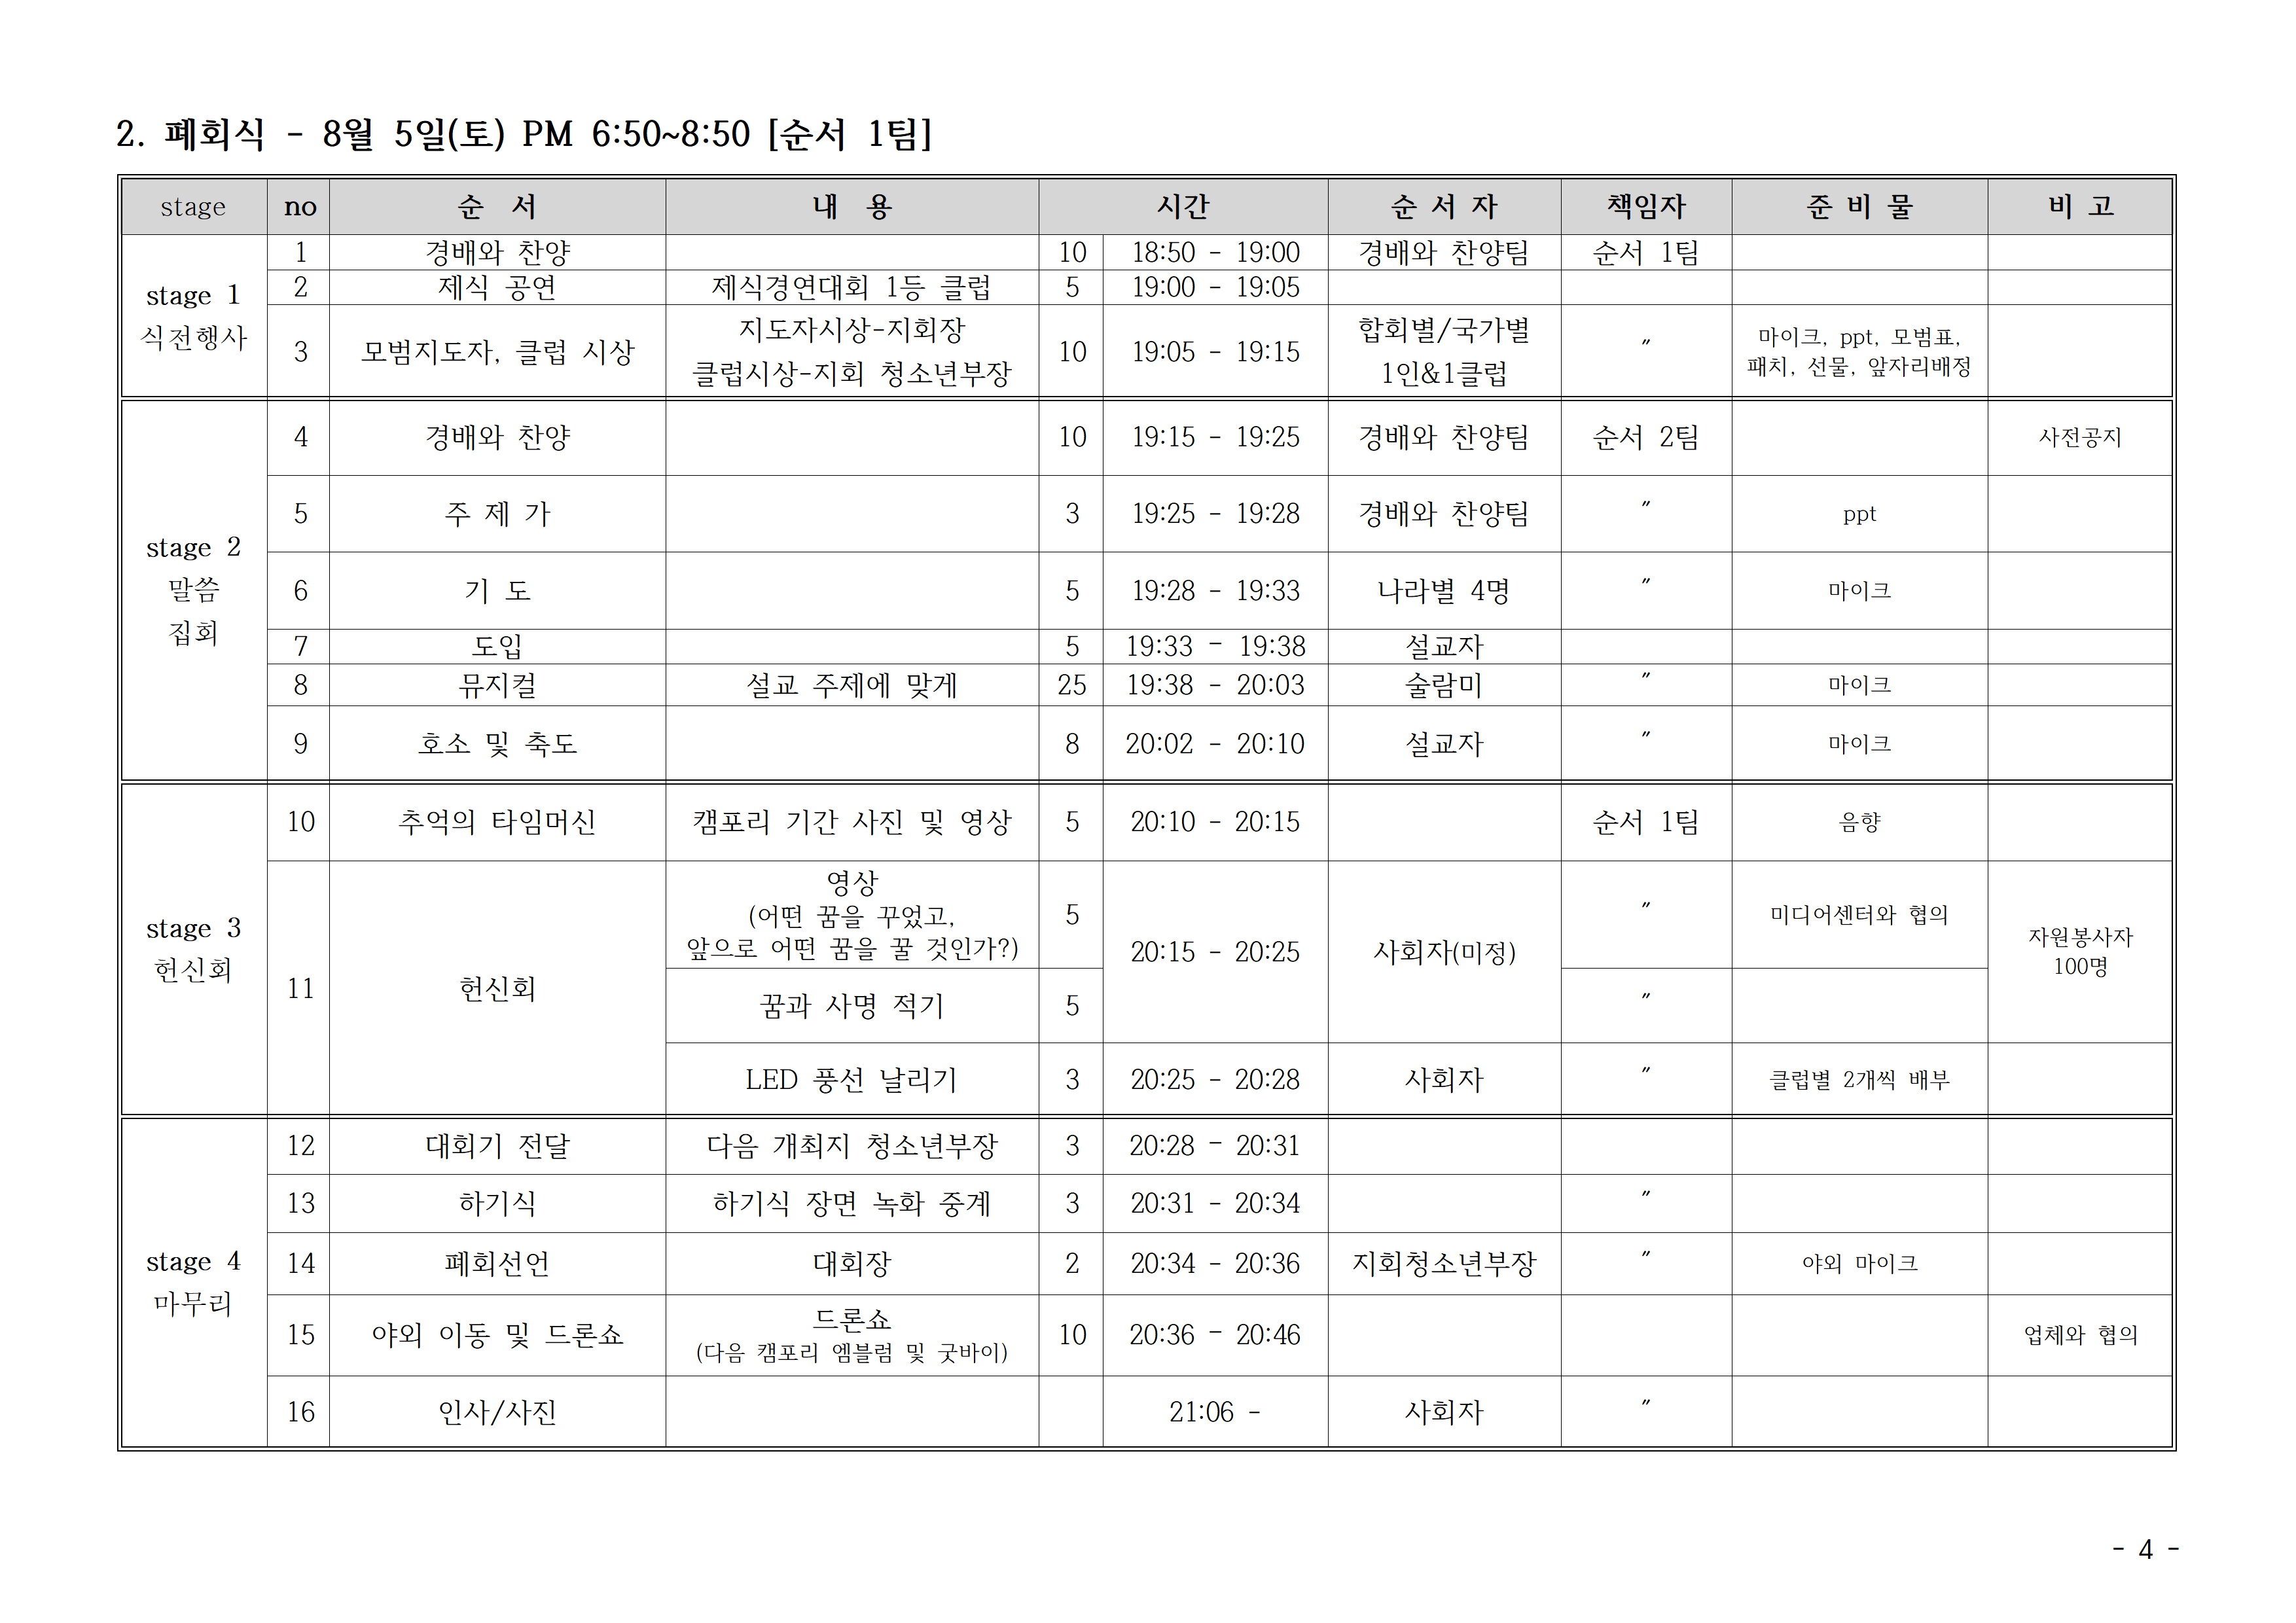 2. 폐회식 - 8월 5일(토) PM 6:50~8:50 [순서 1팀]
stage no 순 서 내 용 시간 순 서 자 책임자 준 비 물 비 고
stage 1
식전행사
1 경배와 찬양 10 18:50 - 19:00 경배와 찬양팀 순서 1팀
2 제식 공연 제식경연대회 1등 클럽 5 19:00 - 19:05
3 모범지도자, 클럽 시상 지도자시상-지회장
클럽시상-지회 청소년부장 10 19:05 - 19:15 합회별/국가별
1인&1클럽 〃 마이크, ppt, 모범표,
패치, 선물, 앞자리배정
stage 2
말씀
집회
4 경배와 찬양 10 19:15 - 19:25 경배와 찬양팀 순서 2팀 사전공지
5 주 제 가 3 19:25 - 19:28 경배와 찬양팀 〃 ppt
6 기 도 5 19:28 - 19:33 나라별 4명 〃 마이크
7 도입 5 19:33 - 19:38 설교자
8 뮤지컬 설교 주제에 맞게 25 19:38 - 20:03 술람미 〃 마이크
9 호소 및 축도 8 20:02 - 20:10 설교자 〃 마이크
stage 3
헌신회
10 추억의 타임머신 캠포리 기간 사진 및 영상 5 20:10 - 20:15 순서 1팀 음향
11 헌신회 영상
(어떤 꿈을 꾸었고,
앞으로 어떤 꿈을 꿀 것인가?) 5 20:15 - 20:25 사회자(미정) 〃 미디어센터와 협의 자원봉사자
100명
꿈과 사명 적기 5 〃
LED 풍선 날리기 3 20:25 - 20:28 사회자 〃 클럽별 2개씩 배부
stage 4
마무리
12 대회기 전달 다음 개최지 청소년부장 3 20:28 - 20:31
13 하기식 하기식 장면 녹화 중계 3 20:31 - 20:34 〃
14 폐회선언 대회장 2 20:34 - 20:36 지회청소년부장 〃 야외 마이크
15 야외 이동 및 드론쇼 드론쇼
(다음 캠포리 엠블럼 및 굿바이) 10 20:36 - 20:46 업체와 협의
16 인사/사진 21:06 - 사회자 〃
- 4 -